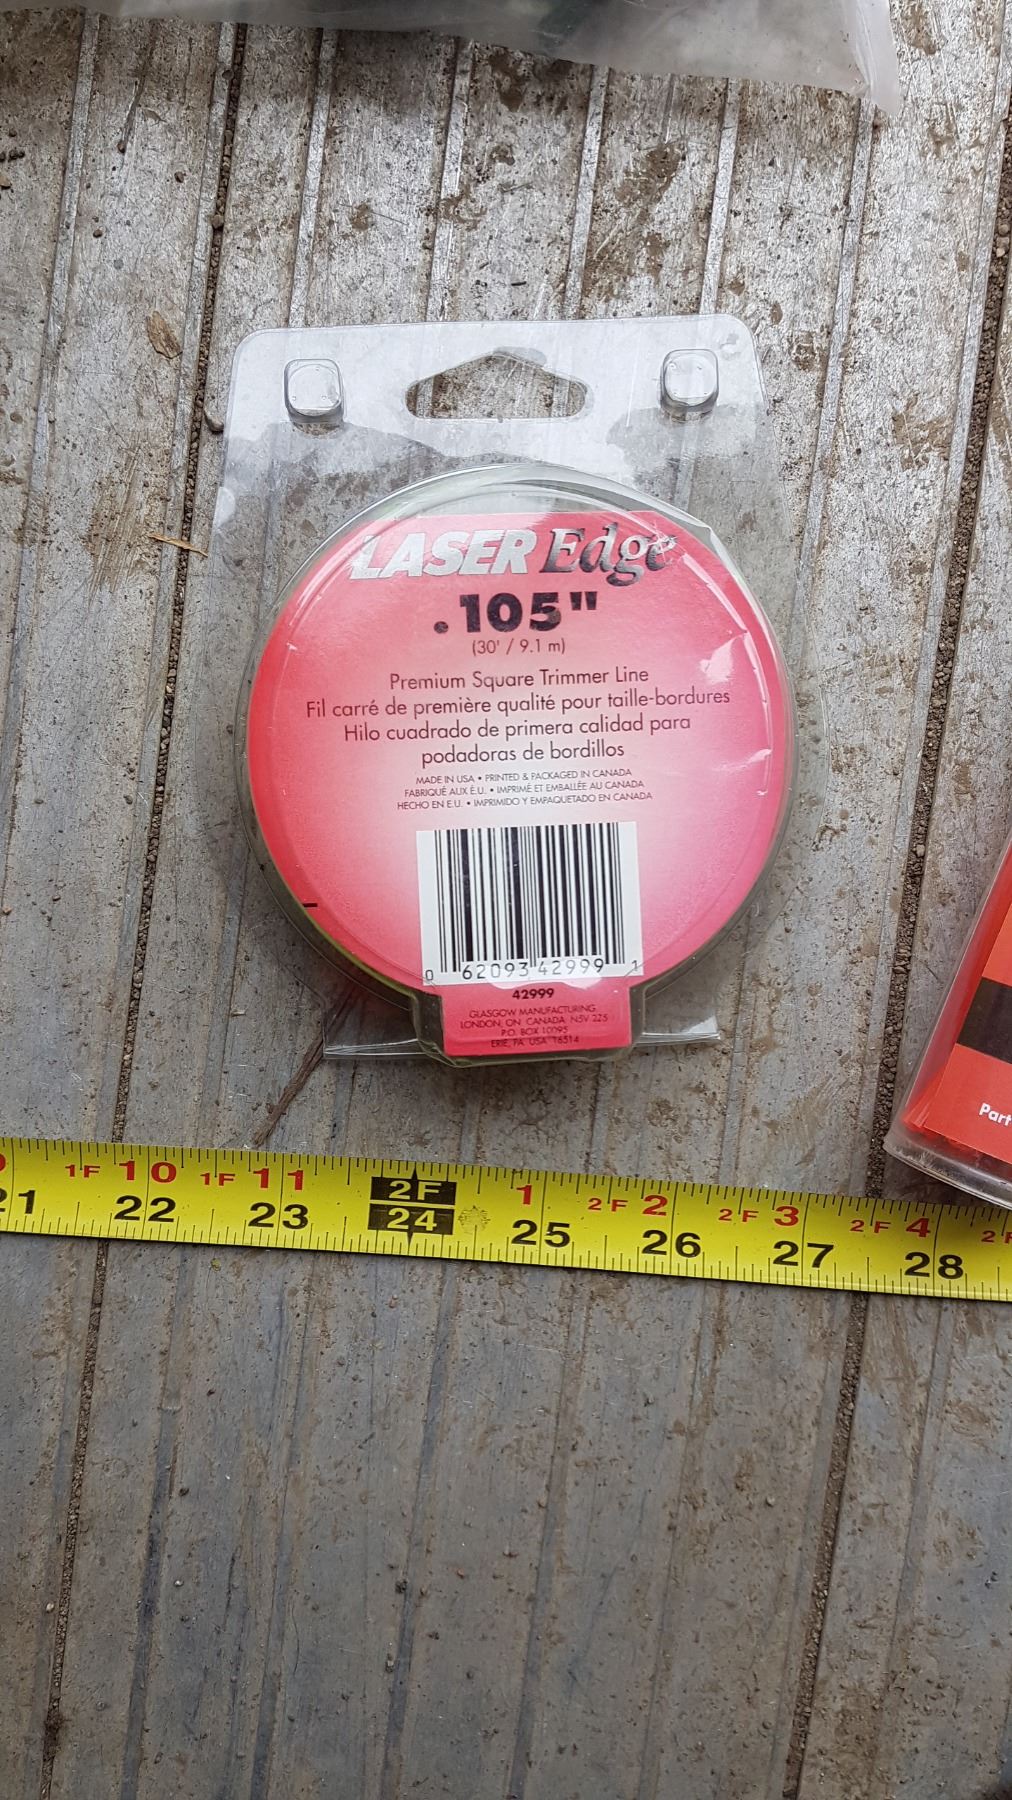 LASER Edge
.105"
(30' / 9.1 m)
Premium Square Trimmer Line
Fil carré de première qualité pour taille-bordures
Hilo cuadrado de primera calidad para
podadoras de bordillos
MADE IN USA • PRINTED & PACKAGED IN CANADA
FABRIQUÉ AUX É.U. • IMPRIMÉ ET EMBALLÉE AU CANADA
HECHO EN E.U. • IMPRIMIDO Y EMPAQUETADO EN CANADA
0 62093 42999 1
42999
GLASGOW MANUFACTURING
LONDON, ON CANADA N5V 2Z5
P.O. BOX 10095
ERIE, PA USA 16514
Part
1F 10 1F 11 2F 1 2F 2 2F 3 2F 4
21 22 23 24 25 26 27 28